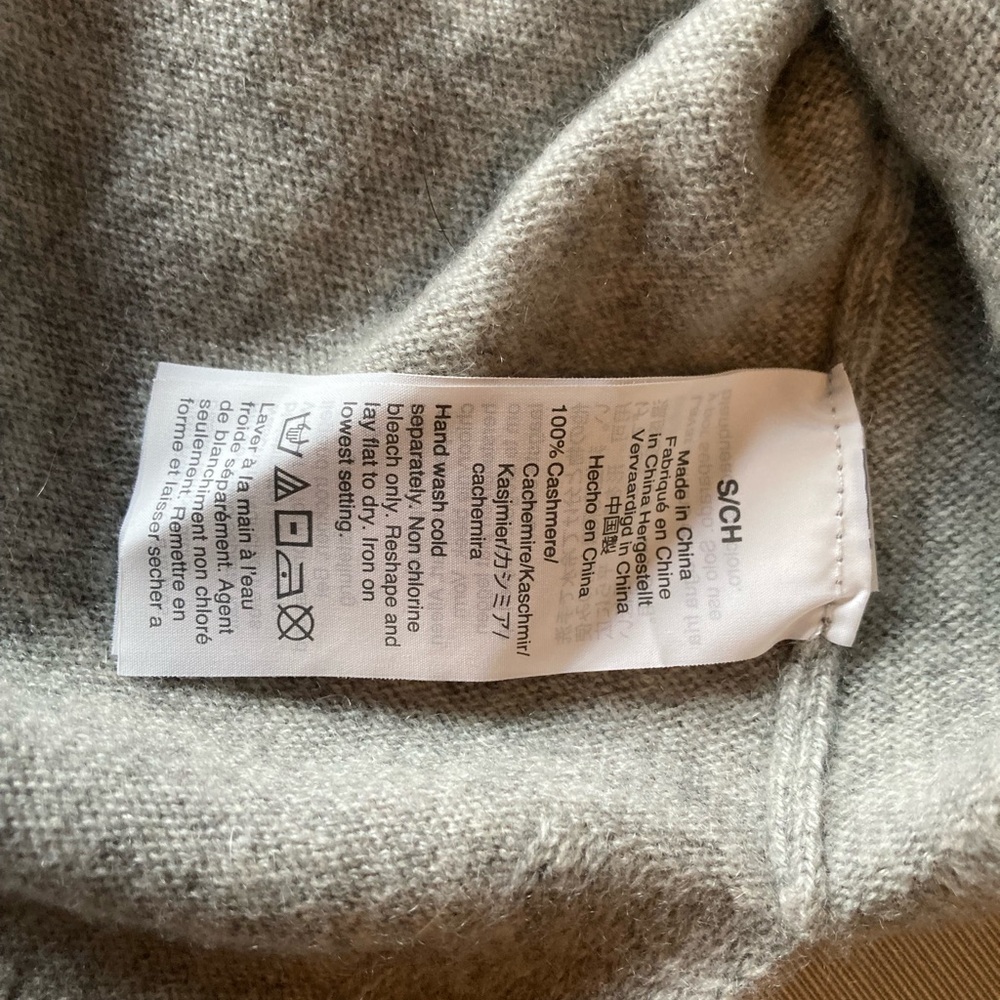 S/CH
Made in China
Fabriqué en Chine
in China Hergestellt
Vervaardigd in China
中国製
Hecho en China
100% Cashmere/
Cachemire/Kaschmir/
Kasjmier/カシミア/
cachemira
Hand wash cold
separately. Non chlorine
bleach only. Reshape and
lay flat to dry. Iron on
lowest setting.
Laver à la main à l'eau
froide séparément. Agent
de blanchiment non chloré
seulement. Remettre en
forme et laisser secher a